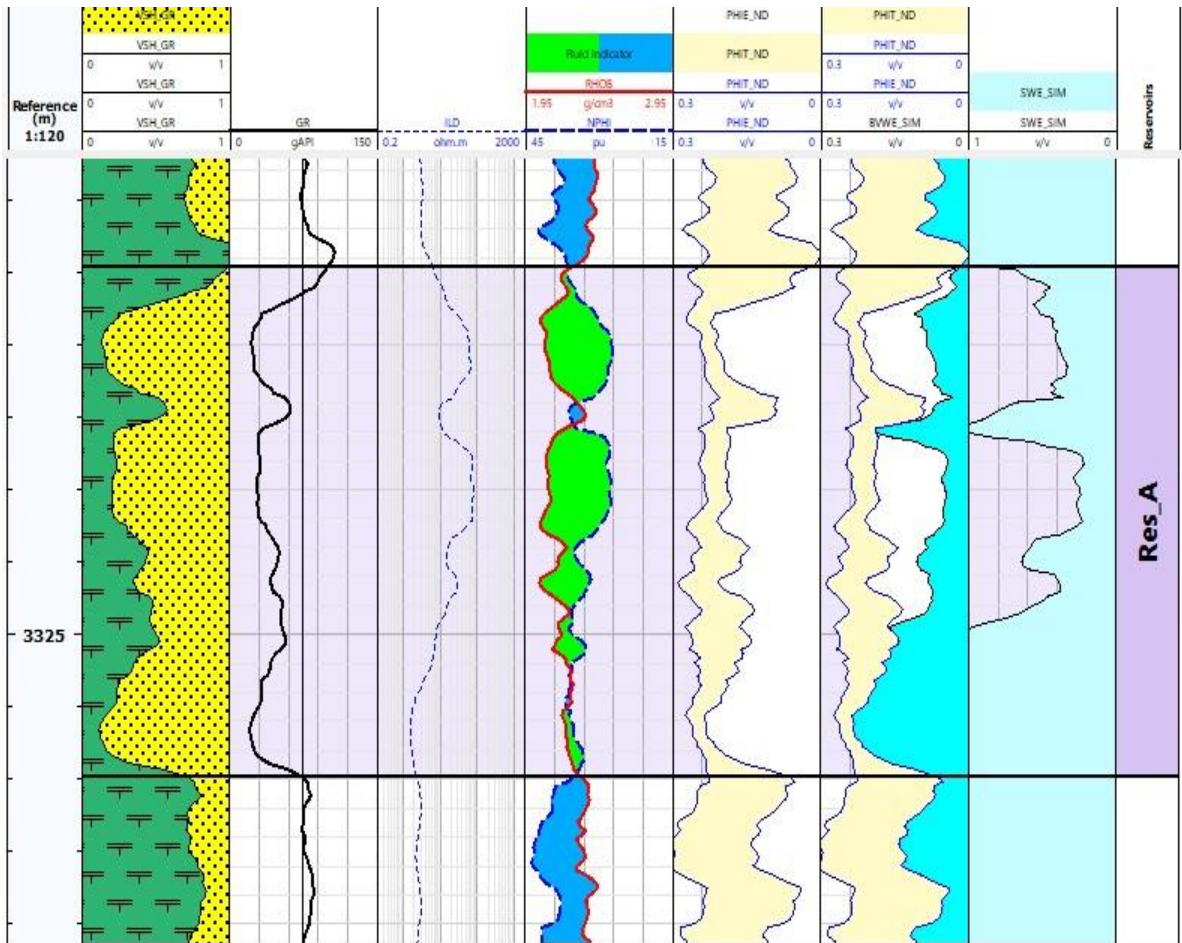 VSH_GR
PHIE_ND
PHIT_ND
VSH_GR
0 v/v 1
Fluid Indicator
PHIT_ND
PHIT_ND
0.3 v/v 0
VSH_GR
0 v/v 1
RHOB
1.95 g/cm3 2.95
PHIT_ND
0.3 v/v 0
PHIE_ND
0.3 v/v 0
SWE_SIM
Reference
(m)
1:120
VSH_GR
0 v/v 1
GR
0 gAPI 150
ILD
0.2 ohm.m 2000
NPHI
45 pu -15
PHIE_ND
0.3 v/v 0
BVWE_SIM
0.3 v/v 0
SWE_SIM
1 v/v 0
Reservoirs
3325
Res_A